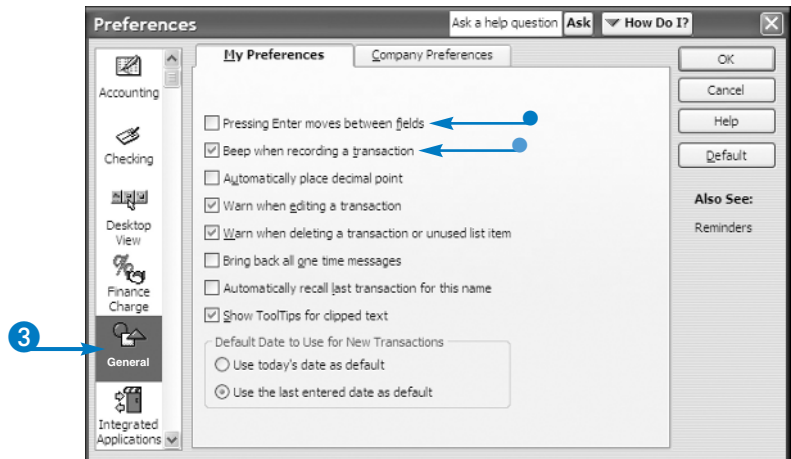 Preferences
Ask a help question Ask How Do I?
My Preferences
Company Preferences
Accounting
Checking
Desktop
View
Finance
Charge
General
Integrated
Applications
3
Pressing Enter moves between fields
Beep when recording a transaction
Automatically place decimal point
Warn when editing a transaction
Warn when deleting a transaction or unused list item
Bring back all one time messages
Automatically recall last transaction for this name
Show ToolTips for clipped text
Default Date to Use for New Transactions
Use today's date as default
Use the last entered date as default
OK
Cancel
Help
Default
Also See:
Reminders